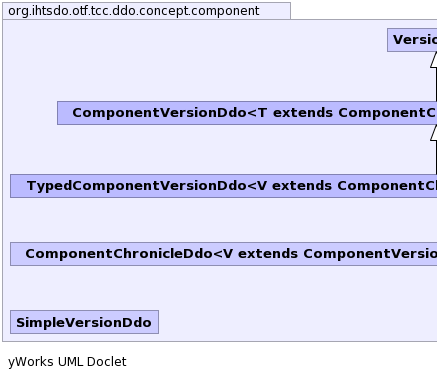 org.ihtsdo.otf.tcc.ddo.concept.component
Versio
ComponentVersionDdo<T extends ComponentC
TypedComponentVersionDdo<V extends ComponentCh
ComponentChronicleDdo<V extends ComponentVersio
SimpleVersionDdo
yWorks UML Doclet